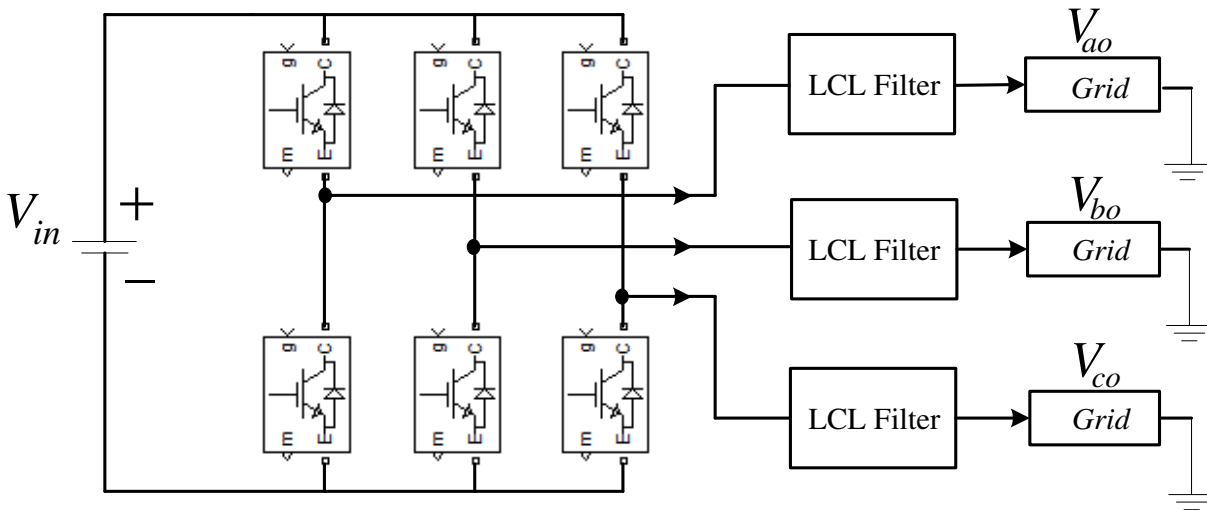 V_in
+
−
g C
m E
g C
m E
g C
m E
g C
m E
g C
m E
g C
m E
LCL Filter
V_ao
Grid
LCL Filter
V_bo
Grid
LCL Filter
V_co
Grid